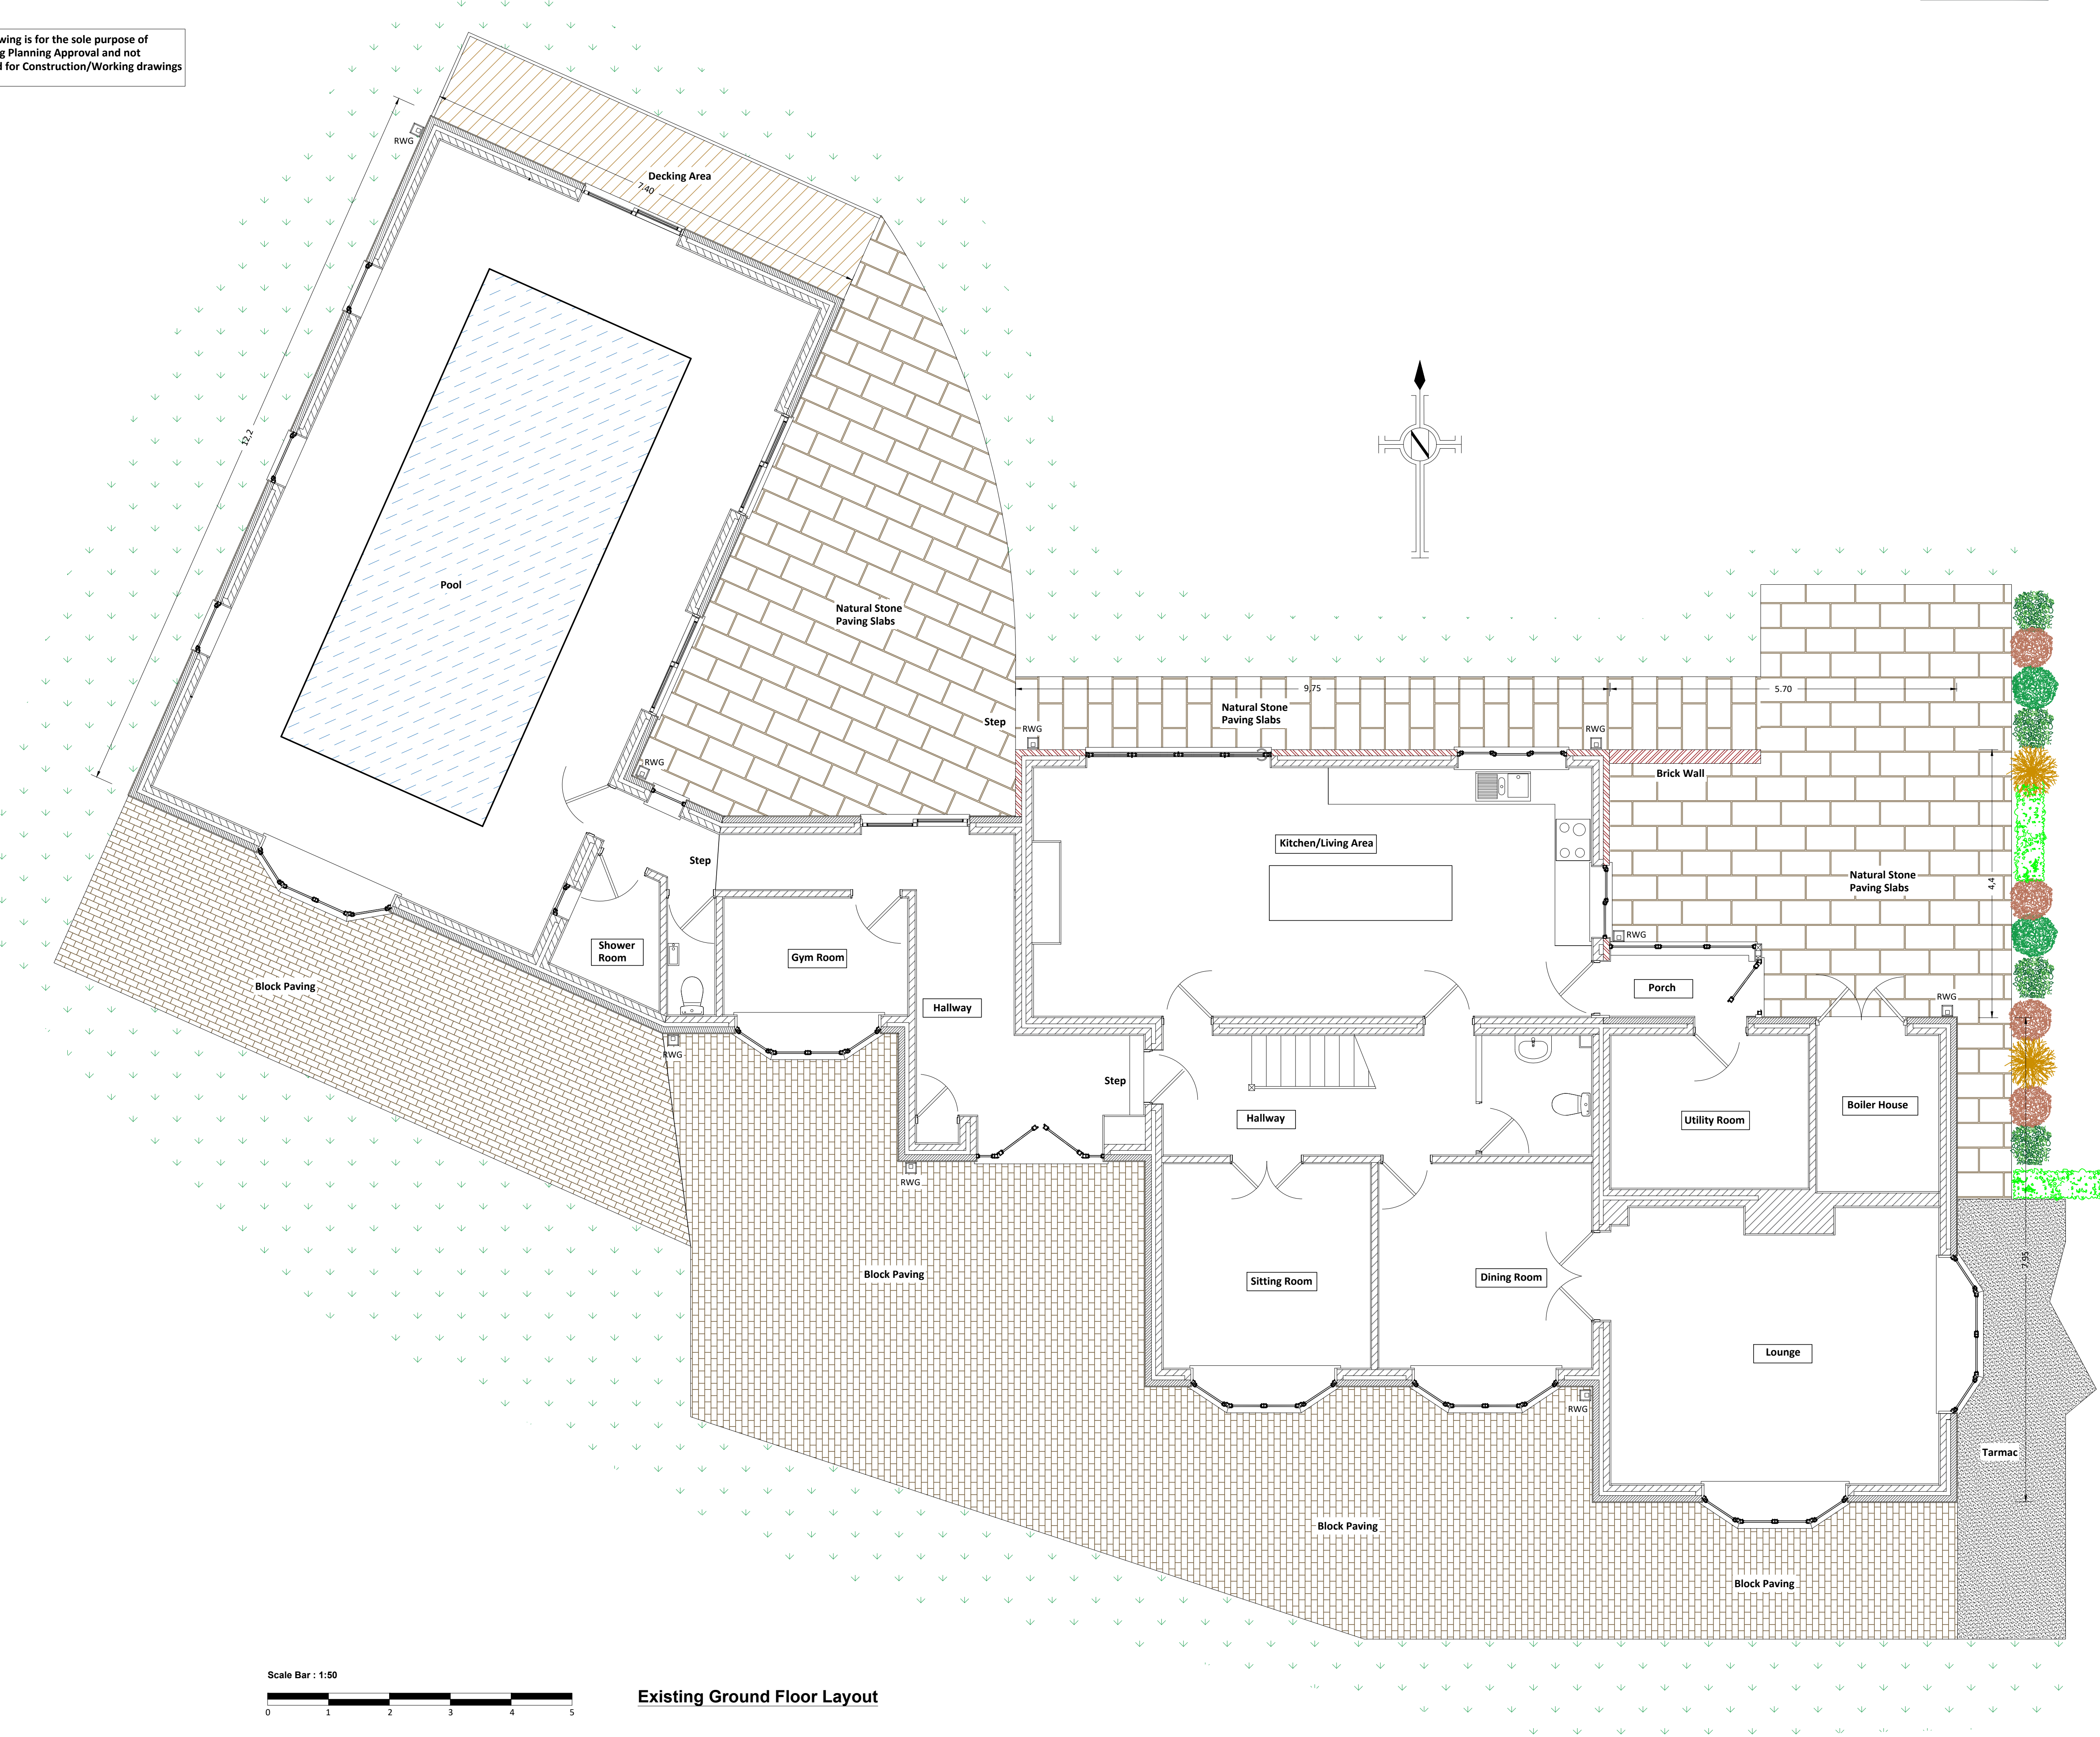 wing is for the sole purpose of
g Planning Approval and not
d for Construction/Working drawings
RWG
Decking Area
7.40
12,2
Pool
Natural Stone
Paving Slabs
Step
RWG
9,75
Natural Stone
Paving Slabs
RWG
5.70
Brick Wall
RWG
Kitchen/Living Area
Step
Natural Stone
Paving Slabs
4,4
Shower
Room
Gym Room
RWG
Block Paving
Hallway
Porch
RWG
RWG
Step
Hallway
Utility Room
Boiler House
RWG
Block Paving
Sitting Room
Dining Room
7,95
Lounge
RWG
Tarmac
Block Paving
Block Paving
Scale Bar : 1:50
0 1 2 3 4 5
Existing Ground Floor Layout